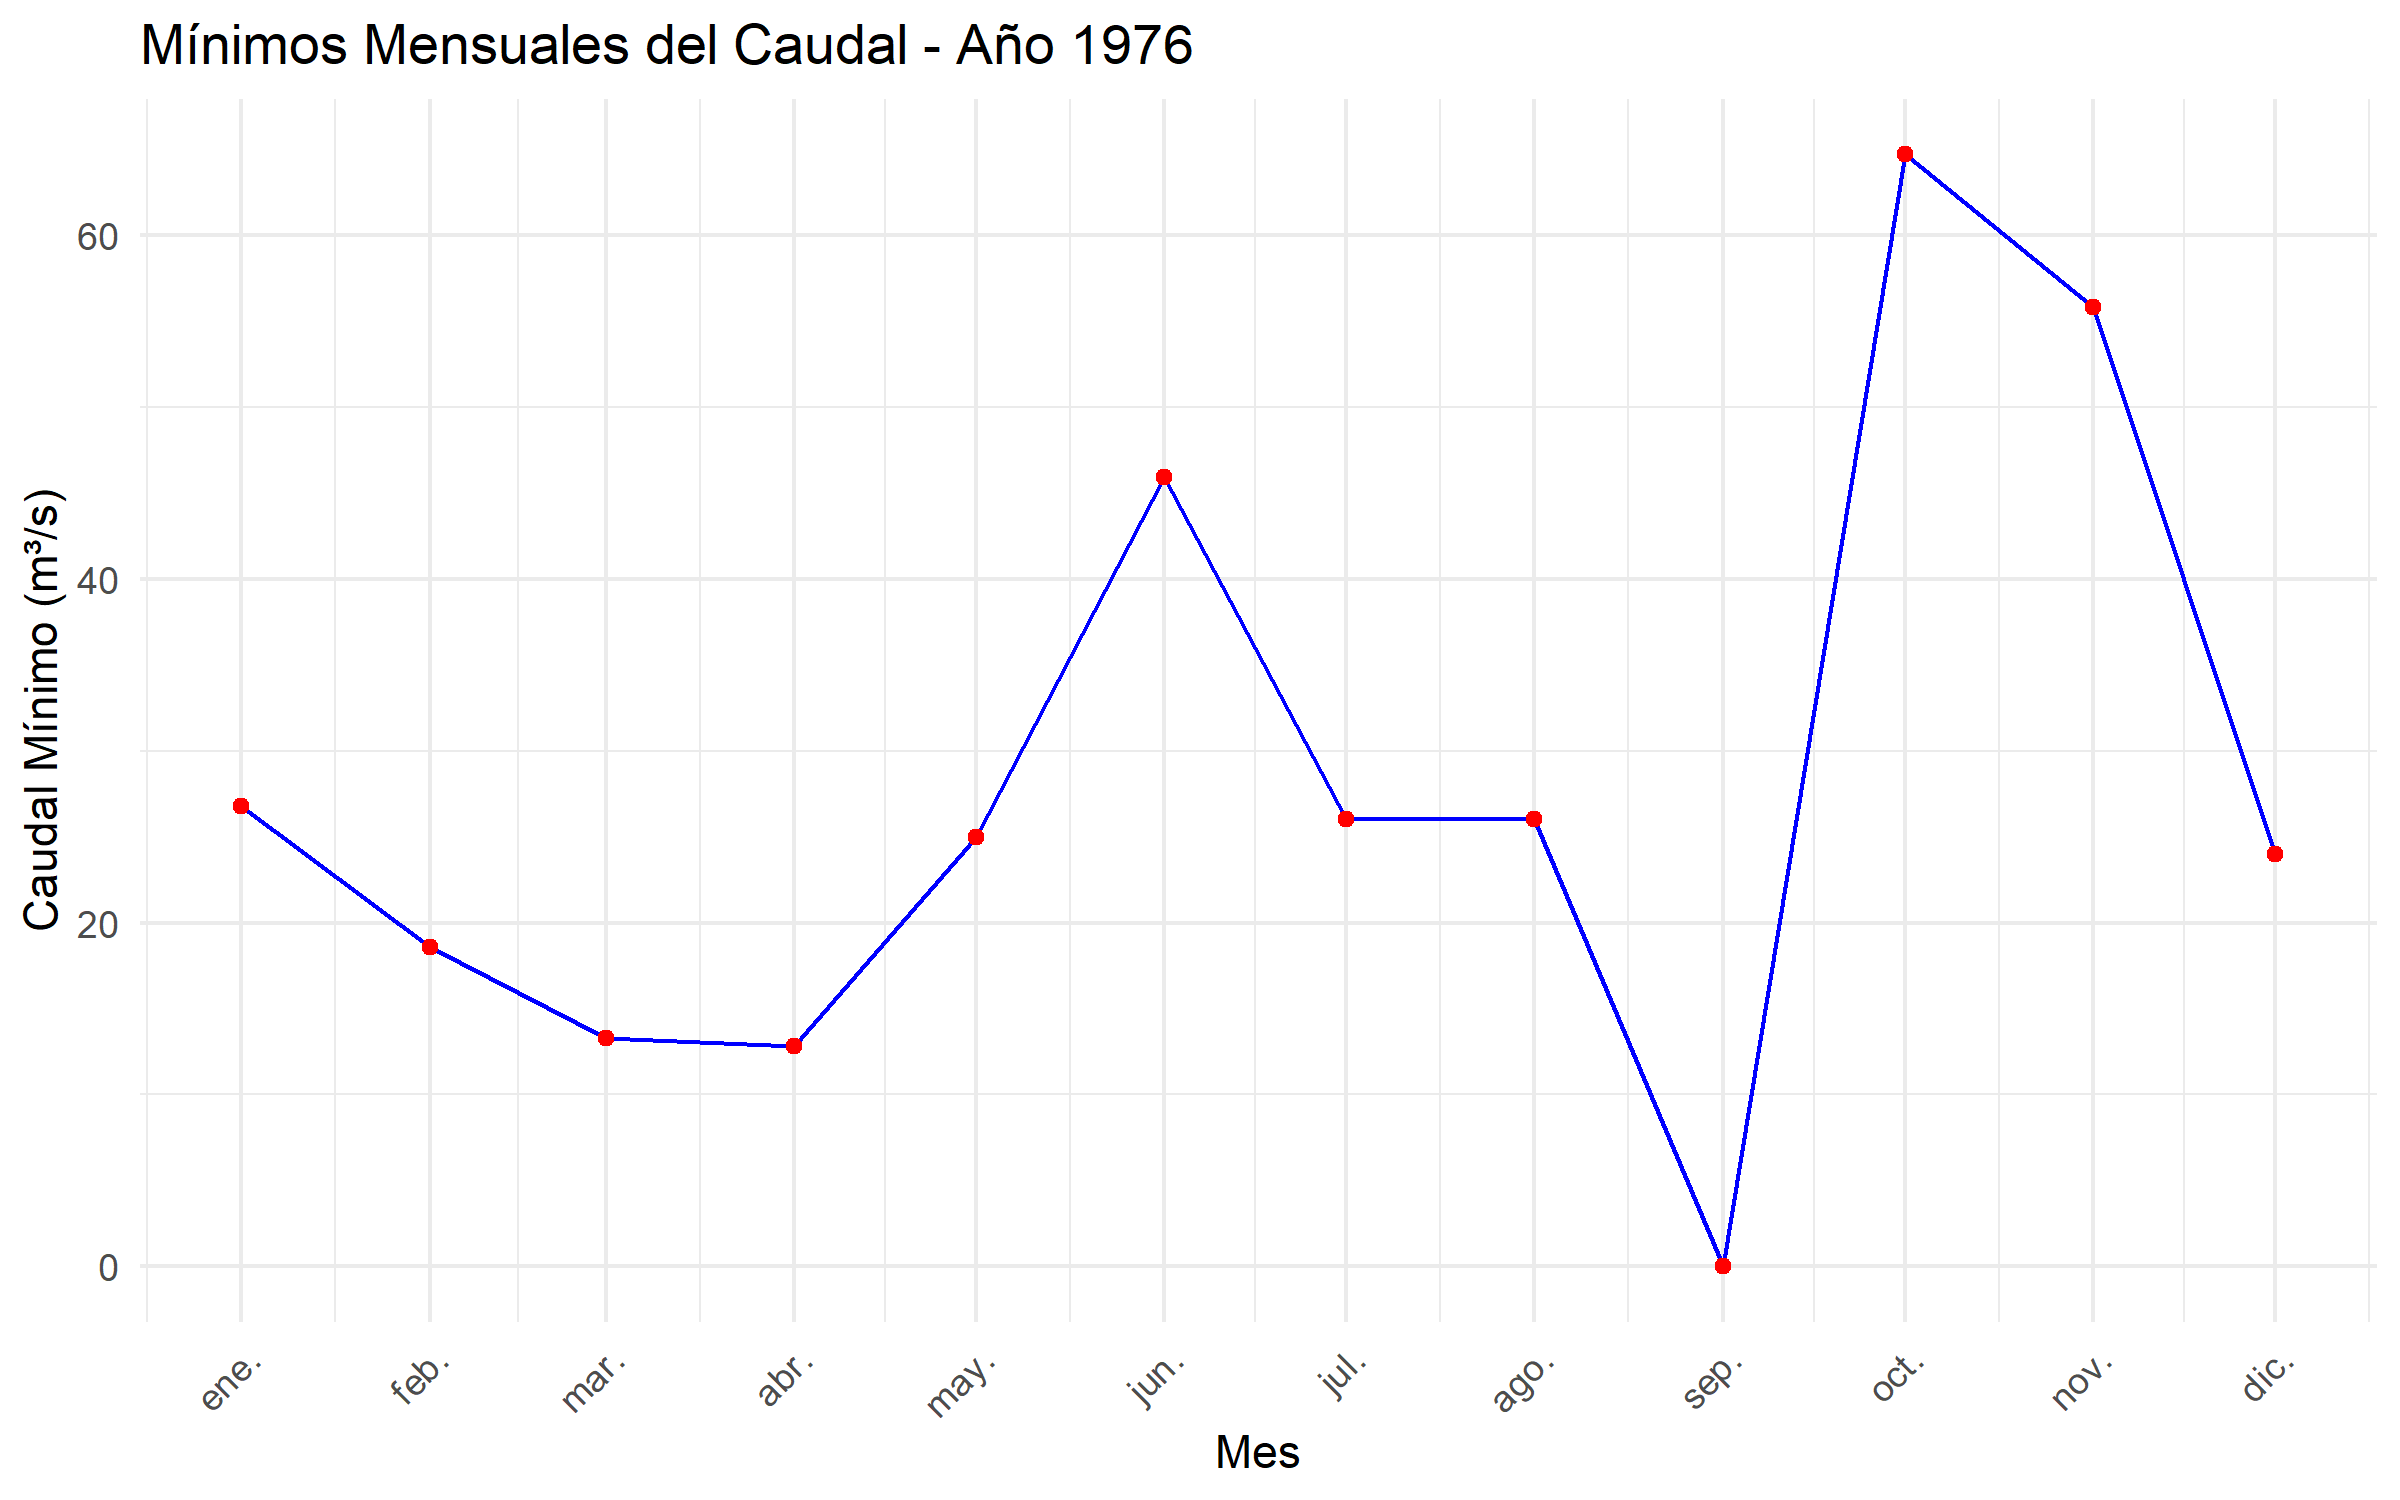 Mínimos Mensuales del Caudal - Año 1976
Caudal Mínimo (m³/s)
60
40
20
0
ene.
feb.
mar.
abr.
may.
jun.
jul.
ago.
sep.
oct.
nov.
dic.
Mes